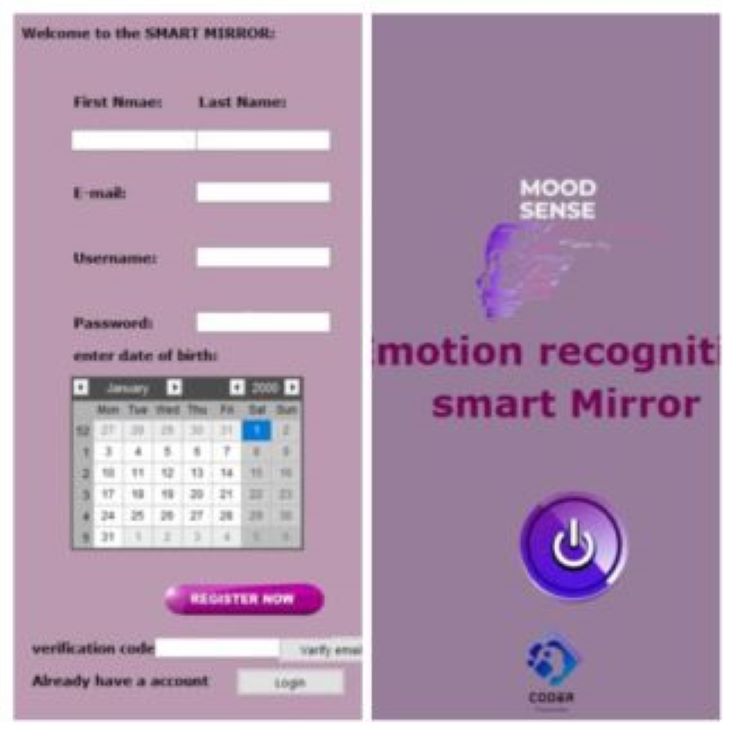 Welcome to the SMART MIRROR:
First Nmae: Last Name:
E-mail:
Username:
Password:
enter date of birth:
January 2000
Mon Tue Wed Thu Fri Sat Sun
52 27 28 29 30 31 1 2
1 3 4 5 6 7 8 9
2 10 11 12 13 14 15 16
3 17 18 19 20 21 22 23
4 24 25 26 27 28 29 30
5 31 1 2 3 4 5 6
REGISTER NOW
verification code Varify email
Already have a account Login
MOOD
SENSE
motion recogniti
smart Mirror
CODER